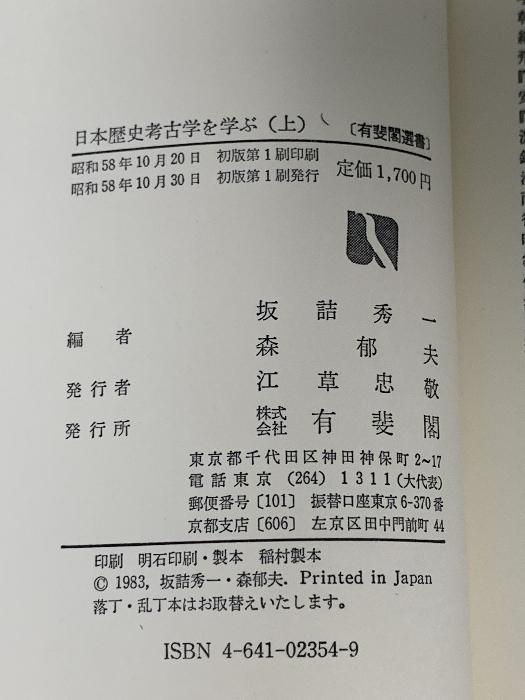 日本歴史考古学を学ぶ(上) 〔有斐閣選書〕
昭和58年10月20日 初版第1刷印刷
昭和58年10月30日 初版第1刷発行 定価1,700円
編者 坂詰秀一
森郁夫
発行者 江草忠敬
発行所 株式会社 有斐閣
東京都千代田区神田神保町2~17
電話東京 (264) 1311(大代表)
郵便番号〔101〕 振替口座東京6-370番
京都支店〔606〕 左京区田中門前町44
印刷 明石印刷・製本 稲村製本
© 1983, 坂詰秀一・森郁夫. Printed in Japan
落丁・乱丁本はお取替えいたします。
ISBN 4-641-02354-9